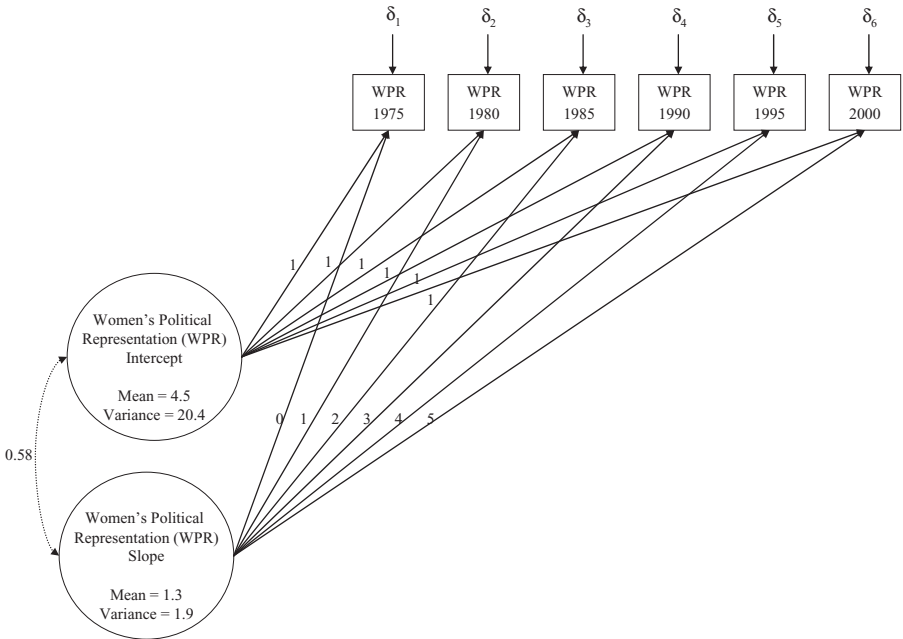 δ1 δ2 δ3 δ4 δ5 δ6
WPR WPR WPR WPR WPR WPR
1975 1980 1985 1990 1995 2000
1 1 1 1 1 1
Women's Political
Representation (WPR)
Intercept
Mean = 4.5
Variance = 20.4
0 1 2 3 4 5
0.58
Women's Political
Representation (WPR)
Slope
Mean = 1.3
Variance = 1.9